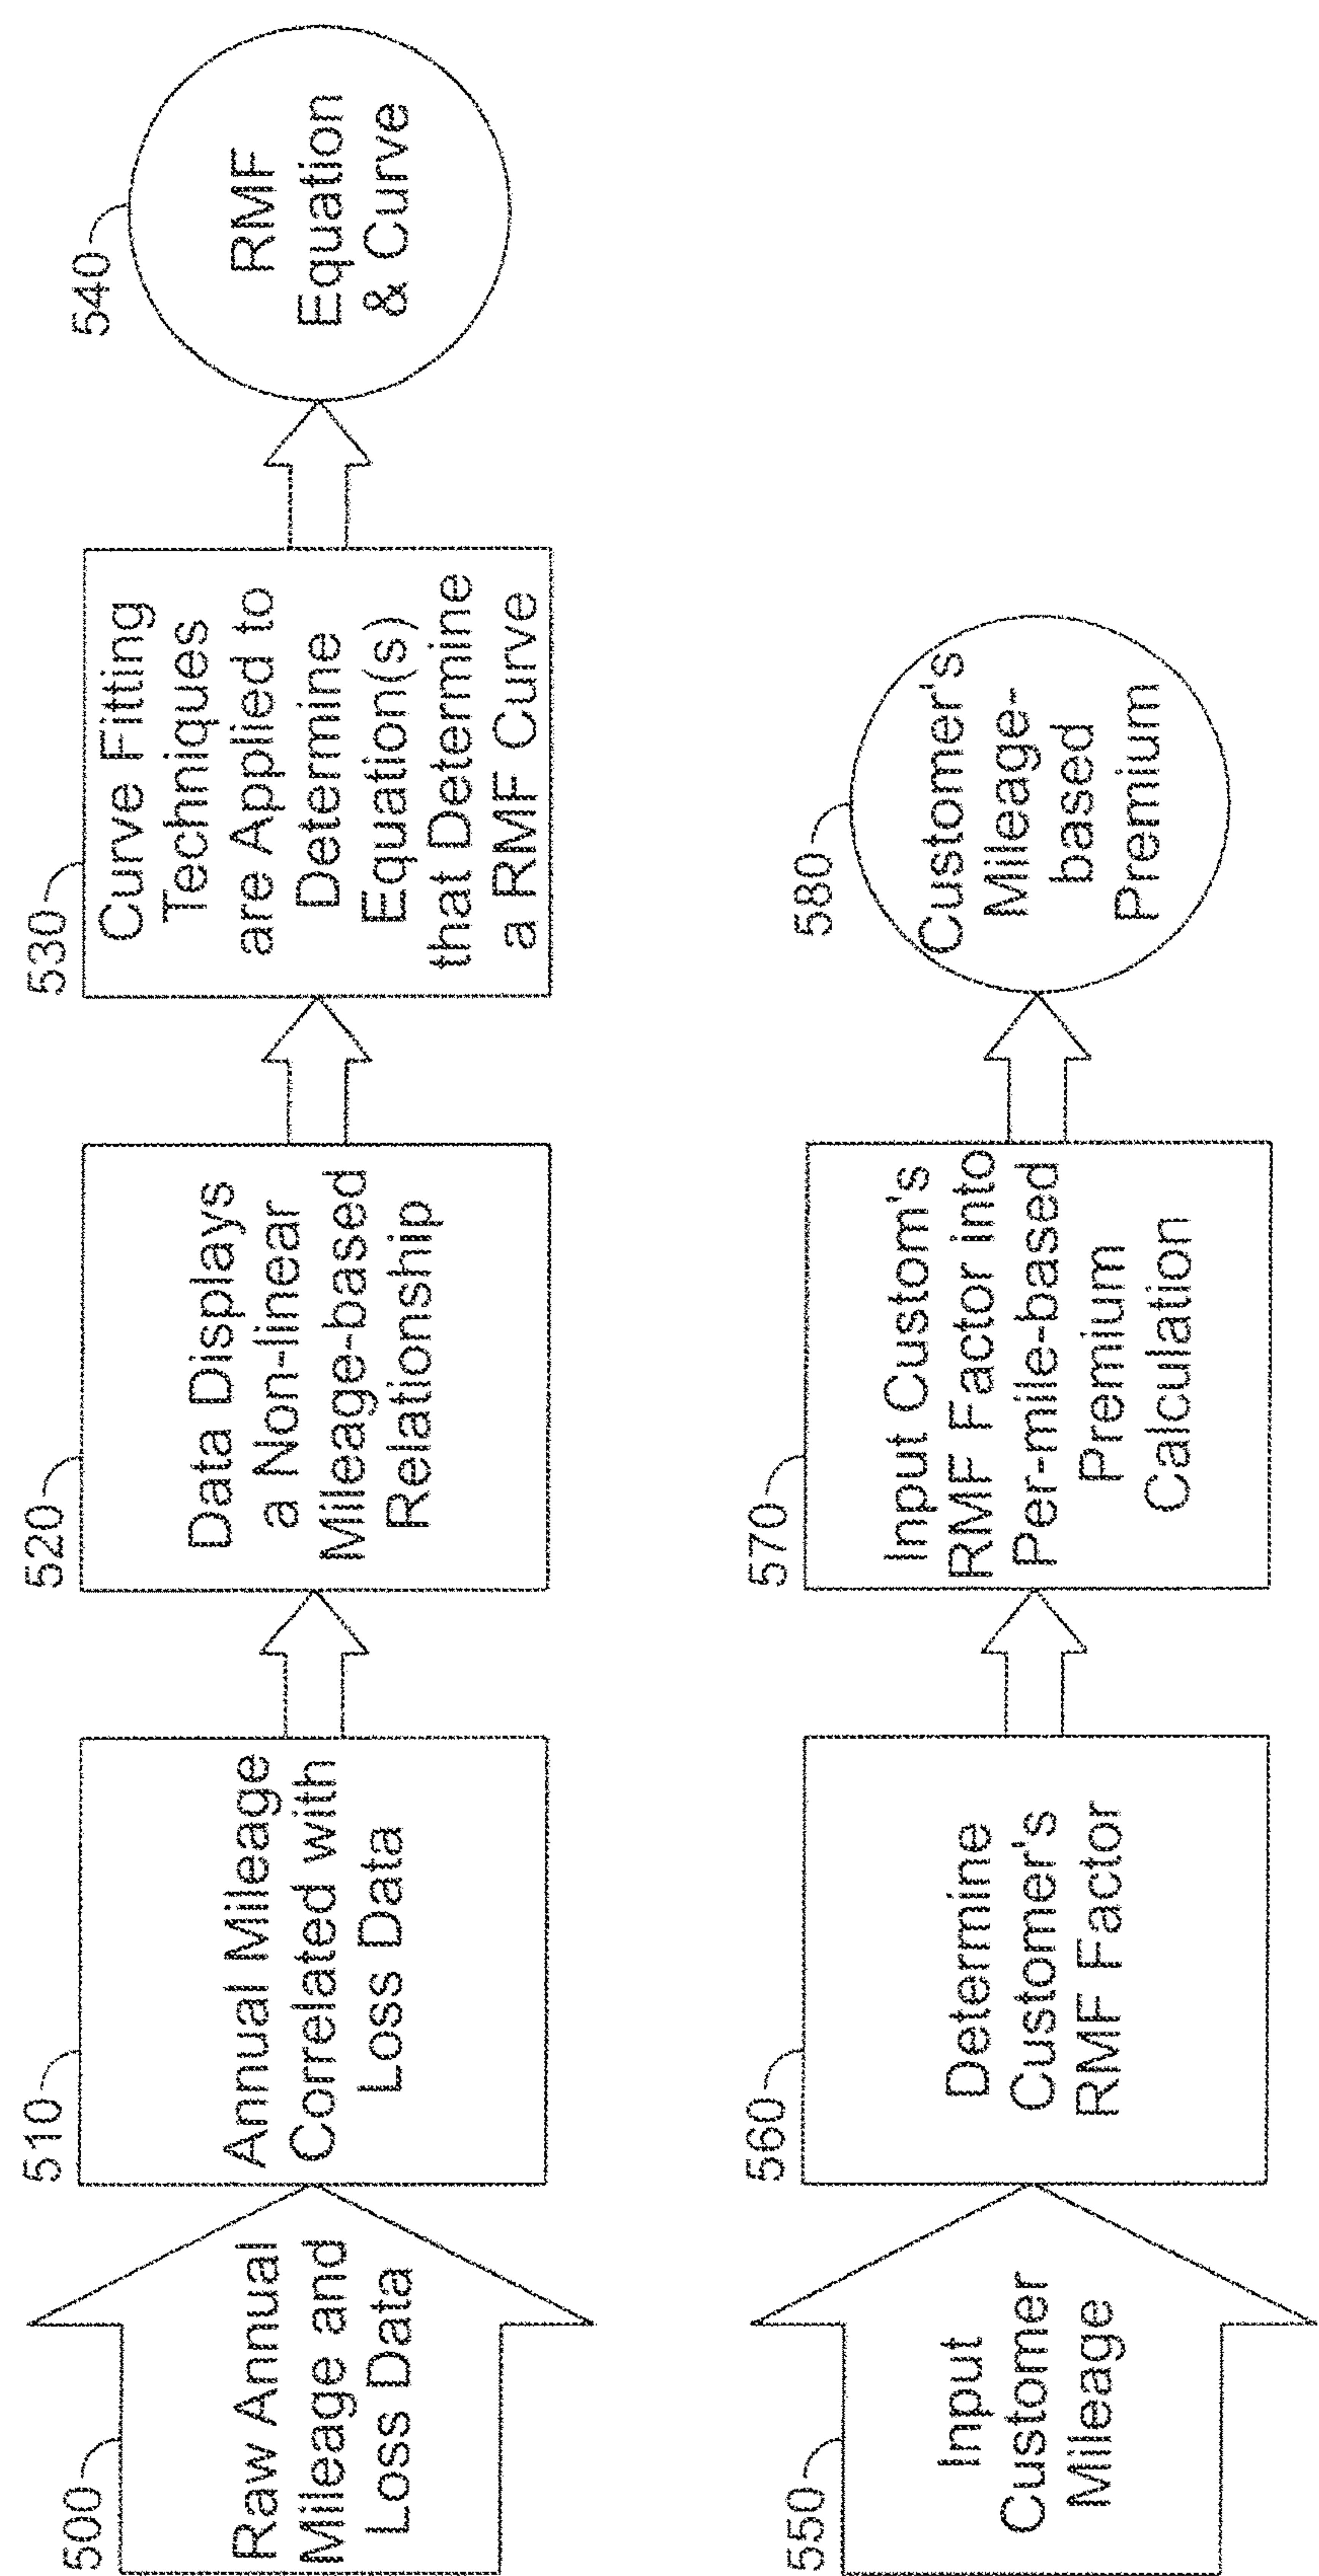 500
Raw Annual
Mileage and
Loss Data
510
Annual Mileage
Correlated with
Loss Data
520
Data Displays
a Non-linear
Mileage-based
Relationship
530
Curve Fitting
Techniques
are Applied to
Determine
Equation(s)
that Determine
a RMF Curve
540
RMF
Equation
& Curve
550
Input
Customer
Mileage
560
Determine
Customer's
RMF Factor
570
Input Custom's
RMF Factor into
Per-mile-based
Premium
Calculation
580
Customer's
Mileage-
based
Premium